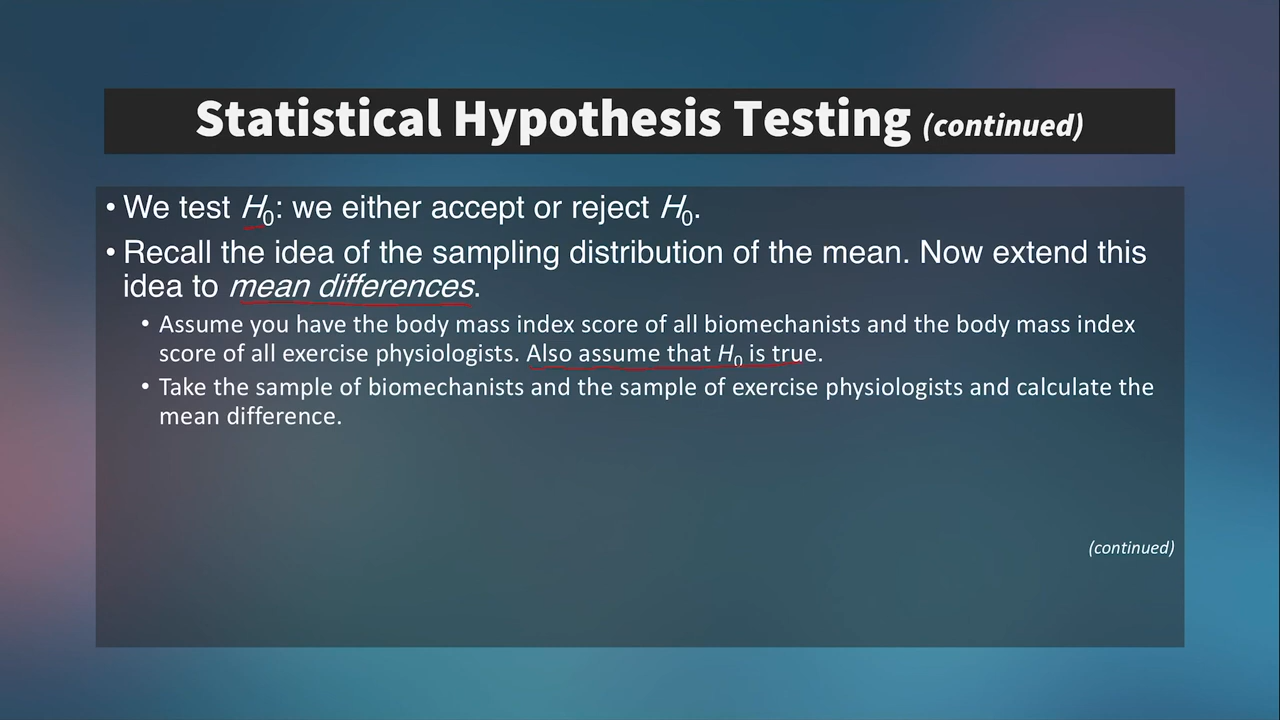 Statistical Hypothesis Testing (continued)
• We test H₀: we either accept or reject H₀.
• Recall the idea of the sampling distribution of the mean. Now extend this
idea to mean differences.
• Assume you have the body mass index score of all biomechanists and the body mass index
score of all exercise physiologists. Also assume that H₀ is true.
• Take the sample of biomechanists and the sample of exercise physiologists and calculate the
mean difference.
(continued)